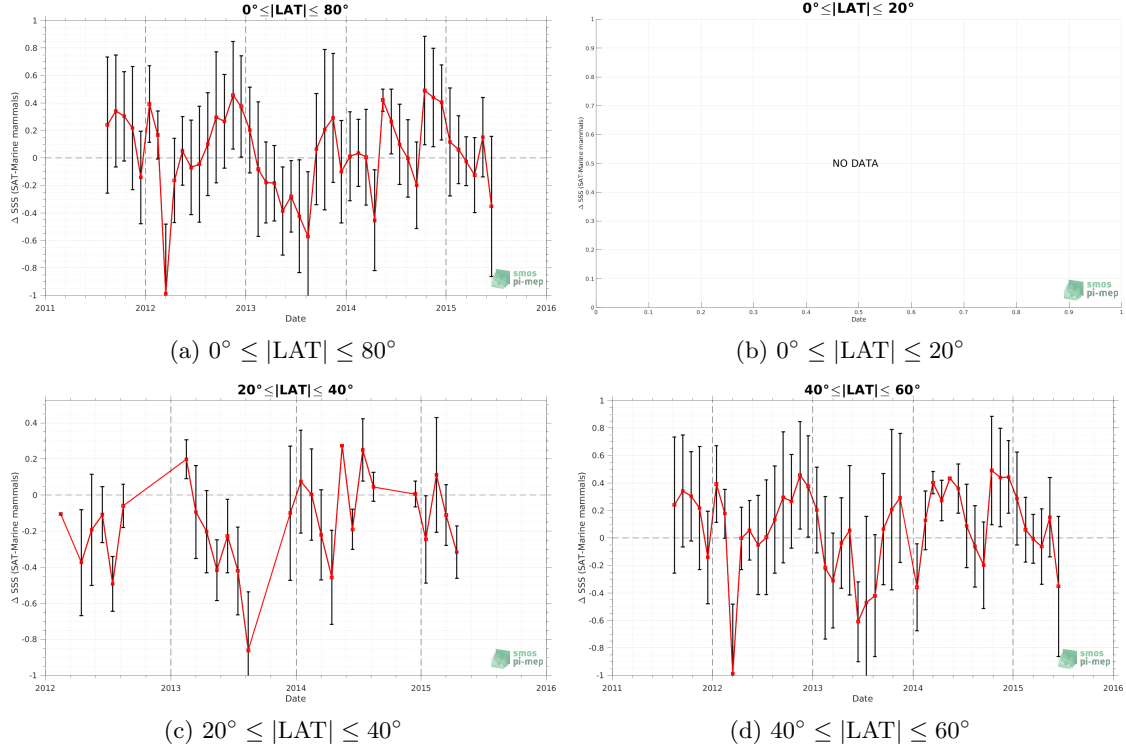 0°≤|LAT|≤ 80°
Δ SSS (SAT-Marine mammals)
1
0.8
0.6
0.4
0.2
0
-0.2
-0.4
-0.6
-0.8
-1
2011 2012 2013 2014 2015 2016
Date
smos
pi-mep
(a) 0° ≤ |LAT| ≤ 80°
0°≤|LAT|≤ 20°
Δ SSS (SAT-Marine mammals)
1
0.9
0.8
0.7
0.6
0.5
0.4
0.3
0.2
0.1
0
NO DATA
0 0.1 0.2 0.3 0.4 0.5 0.6 0.7 0.8 0.9 1
Date
smos
pi-mep
(b) 0° ≤ |LAT| ≤ 20°
20°≤|LAT|≤ 40°
Δ SSS (SAT-Marine mammals)
0.4
0.2
0
-0.2
-0.4
-0.6
-0.8
-1
2012 2013 2014 2015 2016
Date
smos
pi-mep
(c) 20° ≤ |LAT| ≤ 40°
40°≤|LAT|≤ 60°
Δ SSS (SAT-Marine mammals)
1
0.8
0.6
0.4
0.2
0
-0.2
-0.4
-0.6
-0.8
-1
2011 2012 2013 2014 2015 2016
Date
smos
pi-mep
(d) 40° ≤ |LAT| ≤ 60°